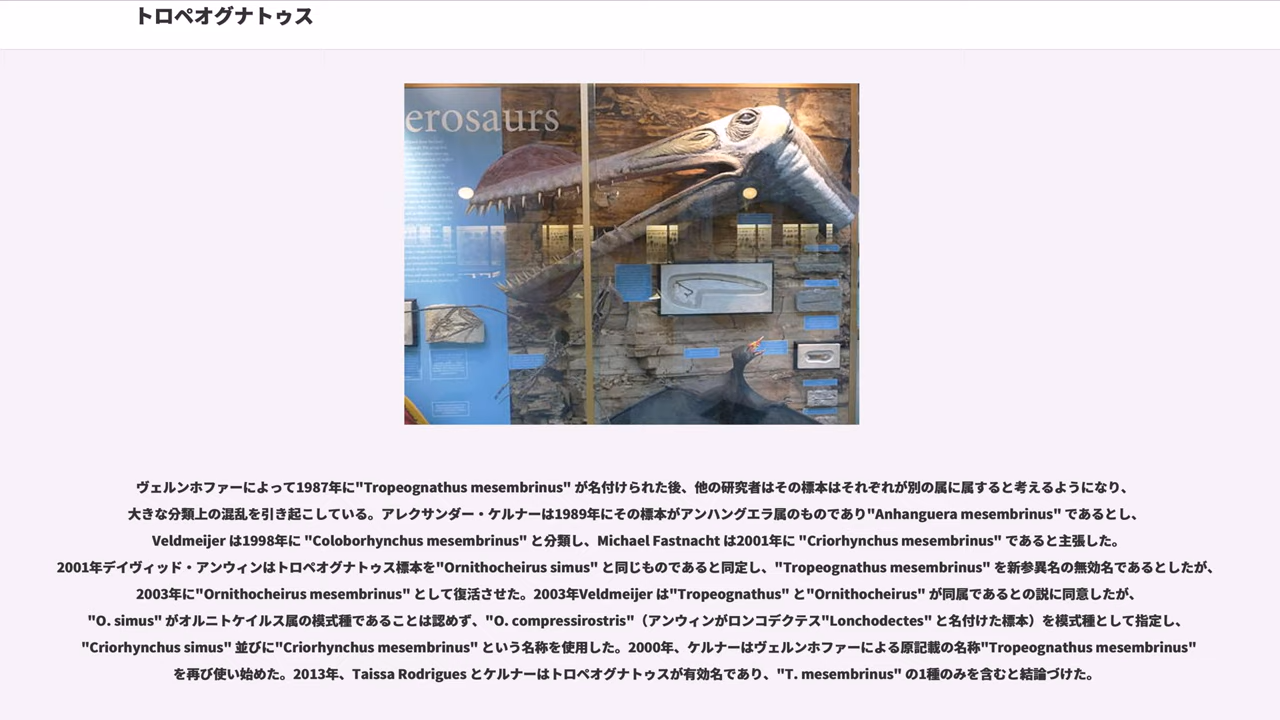 トロペオグナトゥス
erosaurs
ヴェルンホファーによって1987年に"Tropeognathus mesembrinus" が名付けられた後、他の研究者はその標本はそれぞれが別の属に属すると考えるようになり、
大きな分類上の混乱を引き起こしている。アレクサンダー・ケルナーは1989年にその標本がアンハングエラ属のものであり"Anhanguera mesembrinus" であるとし、
Veldmeijer は1998年に "Coloborhynchus mesembrinus" と分類し、Michael Fastnacht は2001年に "Criorhynchus mesembrinus" であると主張した。
2001年デイヴィッド・アンウィンはトロペオグナトゥス標本を"Ornithocheirus simus" と同じものであると同定し、"Tropeognathus mesembrinus" を新参異名の無効名であるとしたが、
2003年に"Ornithocheirus mesembrinus" として復活させた。2003年Veldmeijer は"Tropeognathus" と"Ornithocheirus" が同属であるとの説に同意したが、
"O. simus" がオルニトケイルス属の模式種であることは認めず、"O. compressirostris"（アンウィンがロンコデクテス"Lonchodectes" と名付けた標本）を模式種として指定し、
"Criorhynchus simus" 並びに"Criorhynchus mesembrinus" という名称を使用した。2000年、ケルナーはヴェルンホファーによる原記載の名称"Tropeognathus mesembrinus"
を再び使い始めた。2013年、Taissa Rodrigues とケルナーはトロペオグナトゥスが有効名であり、"T. mesembrinus" の1種のみを含むと結論づけた。